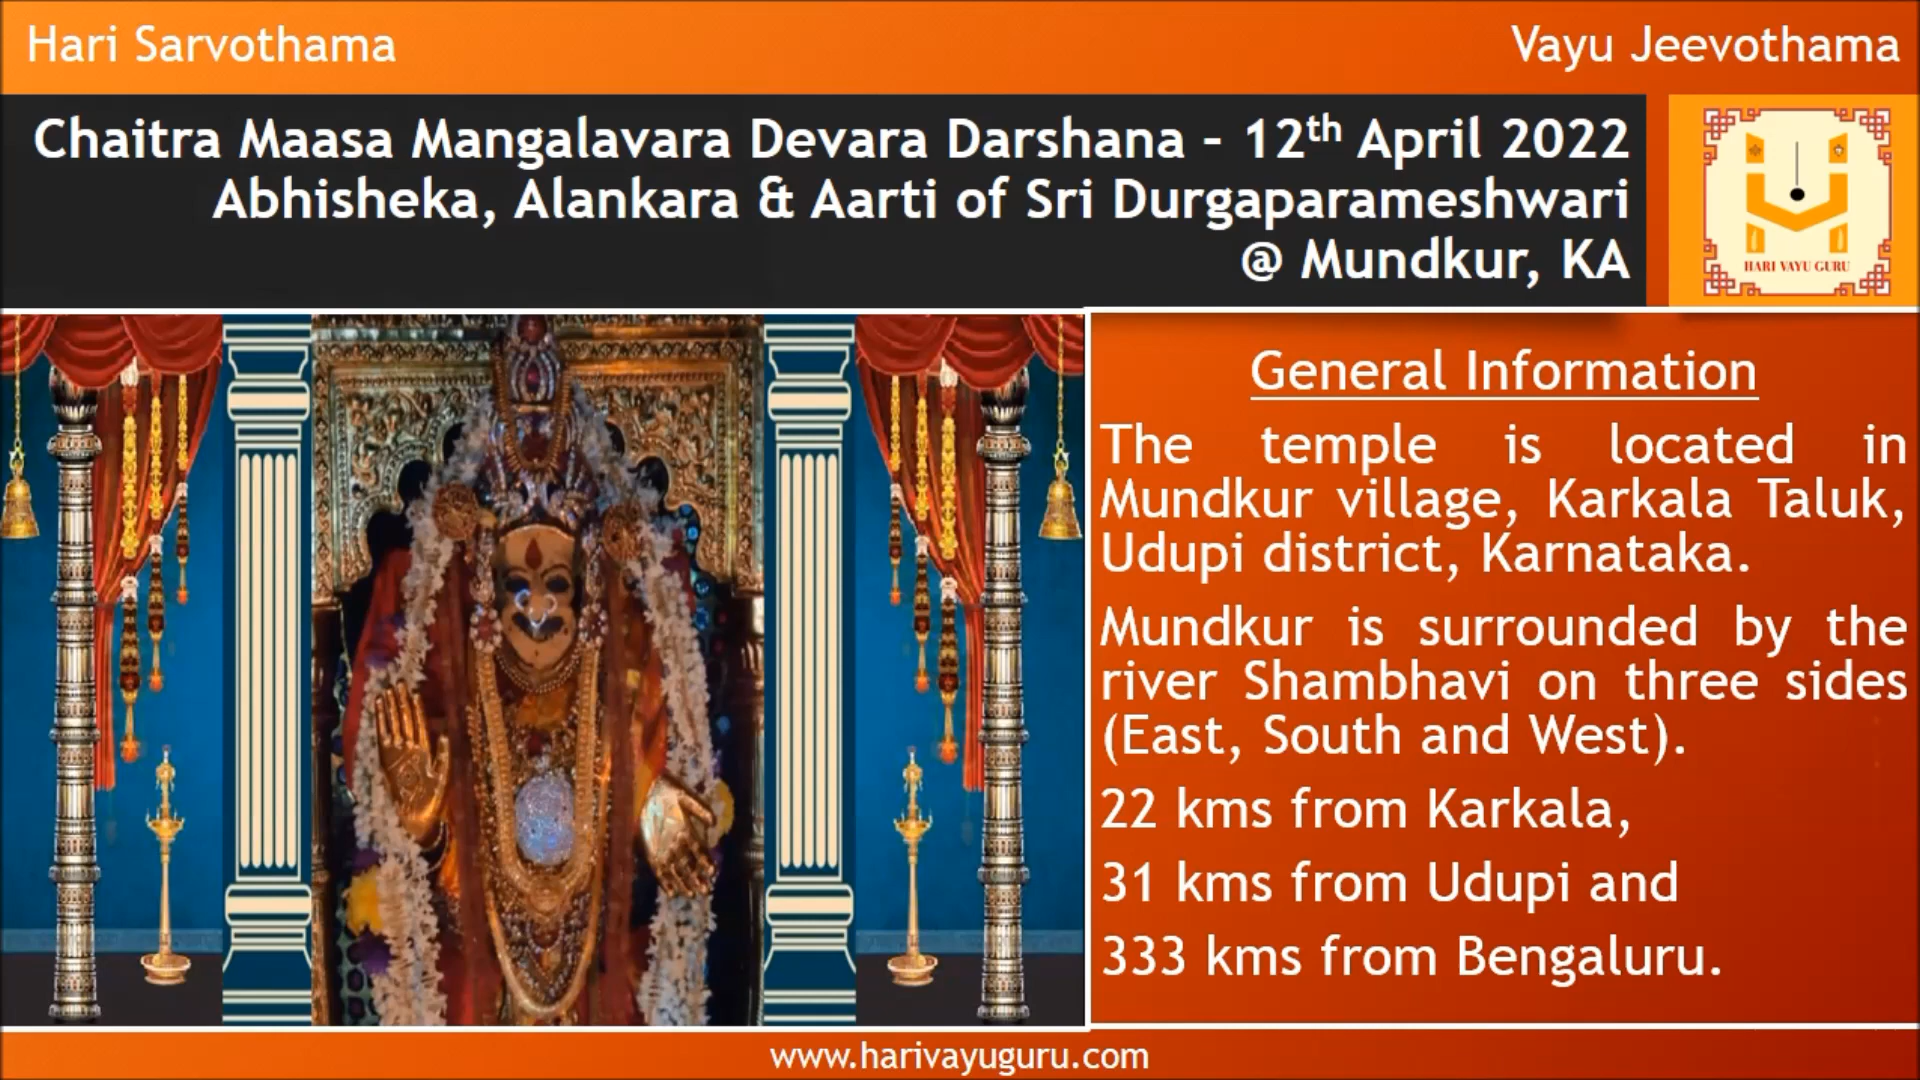 Hari Sarvothama
Vayu Jeevothama
Chaitra Maasa Mangalavara Devara Darshana - 12th April 2022
Abhisheka, Alankara & Aarti of Sri Durgaparameshwari
@ Mundkur, KA
HARI VAYU GURU
General Information
The temple is located in
Mundkur village, Karkala Taluk,
Udupi district, Karnataka.
Mundkur is surrounded by the
river Shambhavi on three sides
(East, South and West).
22 kms from Karkala,
31 kms from Udupi and
333 kms from Bengaluru.
www.harivayuguru.com